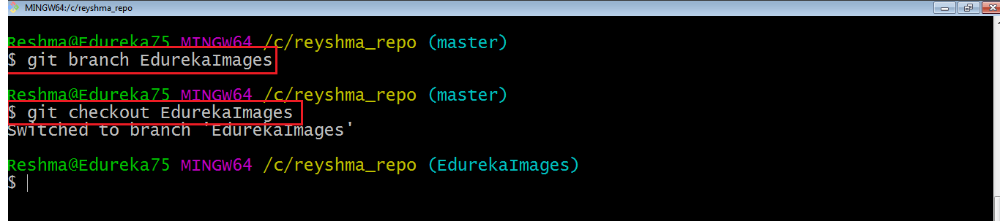 MINGW64:/c/reyshma_repo
Reshma@Edureka75 MINGW64 /c/reyshma_repo (master)
$ git branch EdurekaImages
Reshma@Edureka75 MINGW64 /c/reyshma_repo (master)
$ git checkout EdurekaImages
Switched to branch 'EdurekaImages'
Reshma@Edureka75 MINGW64 /c/reyshma_repo (EdurekaImages)
$